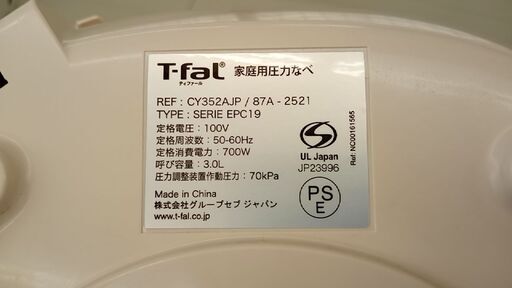 T-fal® 家庭用圧力なべ
ティファール
REF : CY352AJP / 87A - 2521
TYPE : SERIE EPC19
定格電圧 : 100V
定格周波数 : 50-60Hz
定格消費電力 : 700W
呼び容量 : 3.0L
圧力調整装置作動圧力 : 70kPa
Made in China
株式会社グループセブ ジャパン
www.t-fal.co.jp
S
UL Japan
JP23996
PS
E
Ref: NC00161565